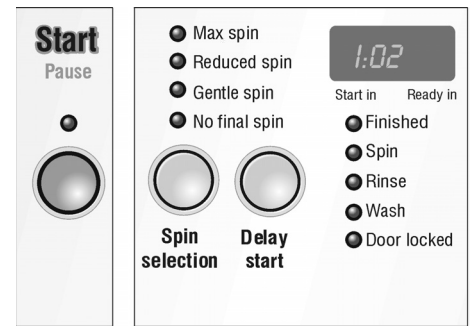 Start
Pause
Max spin
Reduced spin
Gentle spin
No final spin
Spin
selection
Delay
start
1:02
Start in Ready in
Finished
Spin
Rinse
Wash
Door locked